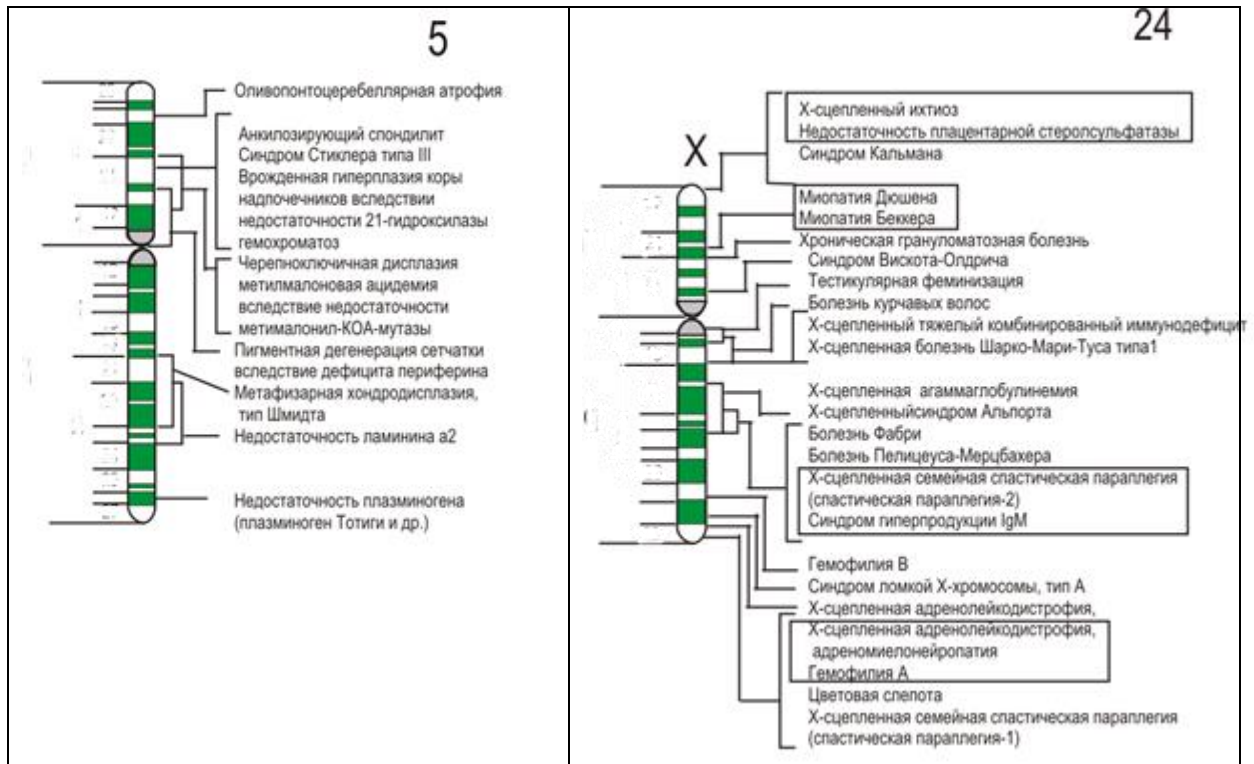 5
Оливопонтоцеребеллярная атрофия
Анкилозирующий спондилит
Синдром Стиклера типа III
Врожденная гиперплазия коры
надпочечников вследствии
недостаточности 21-гидроксилазы
гемохроматоз
Черепноключичная дисплазия
метилмалоновая ацидемия
вследствие недостаточности
метималонил-КОА-мутазы
Пигментная дегенерация сетчатки
вследствие дефицита периферина
Метафизарная хондродисплазия,
тип Шмидта
Недостаточность ламинина а2
Недостаточность плазминогена
(плазминоген Тотиги и др.)
24
X
Х-сцепленный ихтиоз
Недостаточность плацентарной стеролсульфатазы
Синдром Кальмана
Миопатия Дюшена
Миопатия Беккера
Хроническая грануломатозная болезнь
Синдром Вискота-Олдрича
Тестикулярная феминизация
Болезнь курчавых волос
Х-сцепленный тяжелый комбинированный иммунодефицит
Х-сцепленная болезнь Шарко-Мари-Туса типа1
Х-сцепленная агаммаглобулинемия
Х-сцепленныйсиндром Альпорта
Болезнь Фабри
Болезнь Пелицеуса-Мерцбахера
Х-сцепленная семейная спастическая параплегия
(спастическая параплегия-2)
Синдром гиперпродукции IgM
Гемофилия В
Синдром ломкой Х-хромосомы, тип А
Х-сцепленная адренолейкодистрофия,
Х-сцепленная адренолейкодистрофия,
адреномиелонейропатия
Гемофилия А
Цветовая слепота
Х-сцепленная семейная спастическая параплегия
(спастическая параплегия-1)